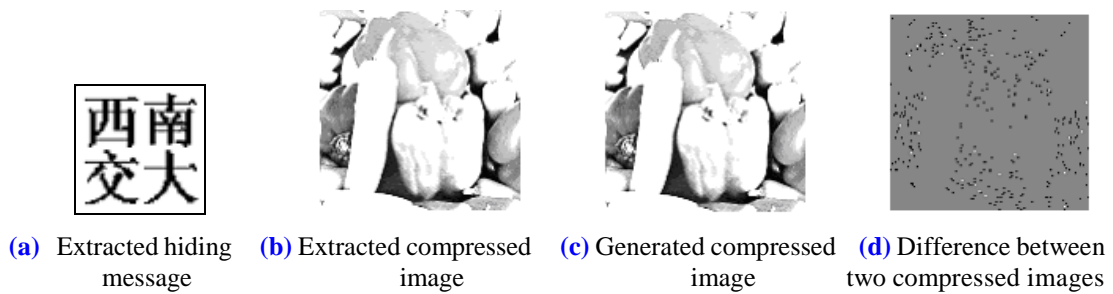 西南
交大
(a) Extracted hiding
message
(b) Extracted compressed
image
(c) Generated compressed
image
(d) Difference between
two compressed images